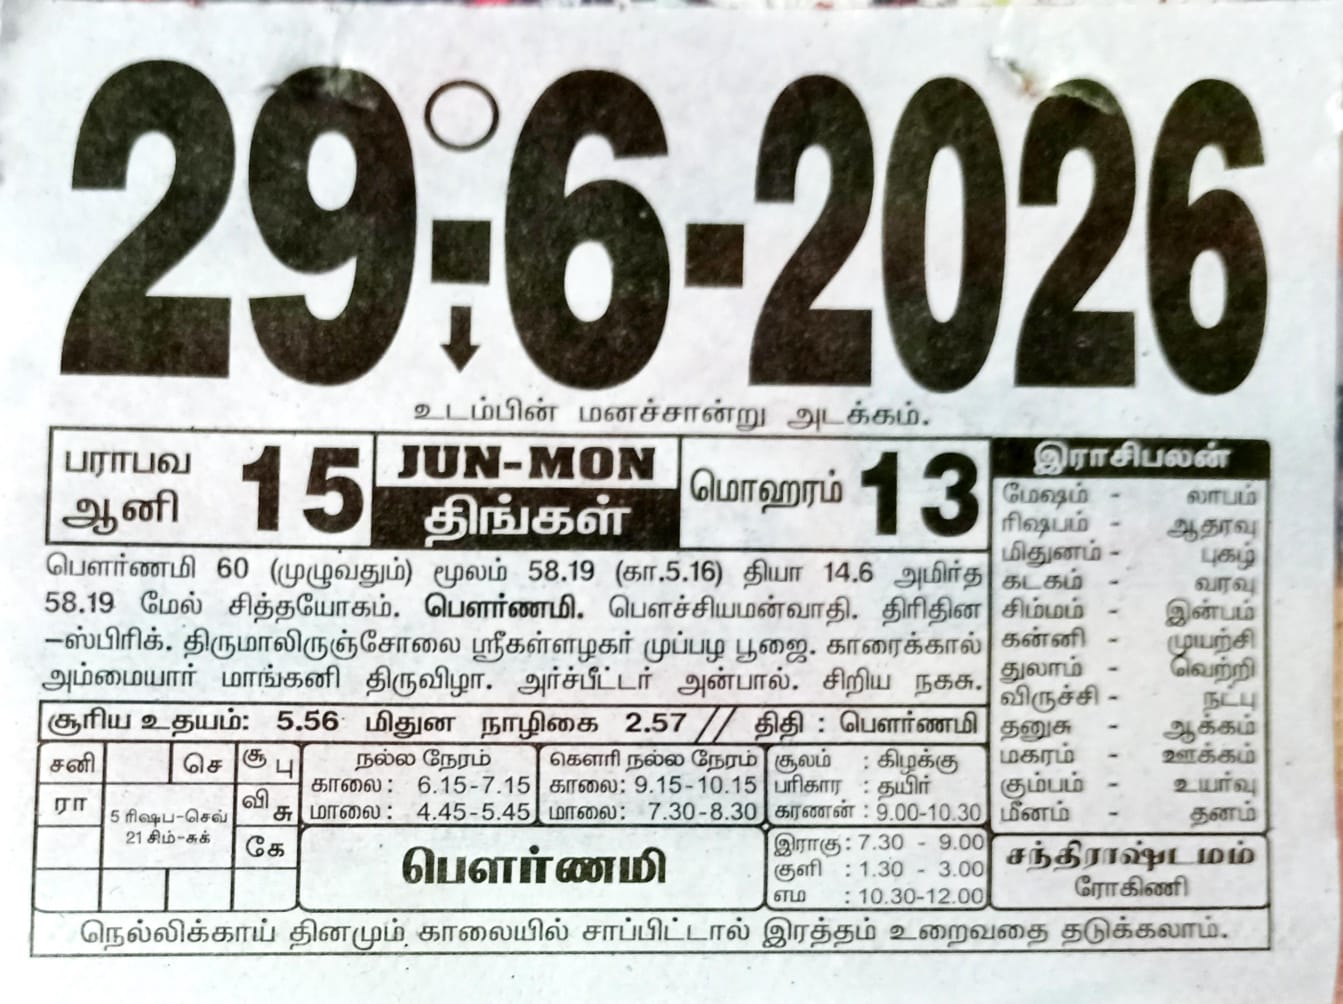 29-6-2026
உடம்பின் மனச்சான்று அடக்கம்.
பராபவ
ஆனி
15
JUN-MON
திங்கள்
மொஹரம் 13
பௌர்ணமி 60 (முழுவதும்) மூலம் 58.19 (கா.5.16) தியா 14.6 அமிர்த
58.19 மேல் சித்தயோகம். பௌர்ணமி. பௌச்சியமன்வாதி. திரிதின
–ஸ்பிரிக். திருமாலிருஞ்சோலை ஸ்ரீகள்ளழகர் முப்பழ பூஜை. காரைக்கால்
அம்மையார் மாங்கனி திருவிழா. அர்ச்பீட்டர் அன்பால். சிறிய நகசு.
சூரிய உதயம்: 5.56 மிதுன நாழிகை 2.57 // திதி : பௌர்ணமி
சனி
செ
சூ பு
ரா
வி சு
கே
5 ரிஷப-செவ்
21 சிம்-சுக்
நல்ல நேரம்
காலை: 6.15-7.15
மாலை: 4.45-5.45
கௌரி நல்ல நேரம்
காலை: 9.15-10.15
மாலை: 7.30-8.30
சூலம் : கிழக்கு
பரிகார : தயிர்
காணன் : 9.00-10.30
பௌர்ணமி
இராகு : 7.30 - 9.00
குளி : 1.30 - 3.00
எம : 10.30-12.00
இராசிபலன்
மேஷம் - லாபம்
ரிஷபம் - ஆதரவு
மிதுனம் - புகழ்
கடகம் - வரவு
சிம்மம் - இன்பம்
கன்னி - முயற்சி
துலாம் - வெற்றி
விருச்சி - நட்பு
தனுசு - ஆக்கம்
மகரம் - ஊக்கம்
கும்பம் - உயர்வு
மீனம் - தனம்
சந்திராஷ்டமம்
ரோகிணி
நெல்லிக்காய் தினமும் காலையில் சாப்பிட்டால் இரத்தம் உறைவதை தடுக்கலாம்.